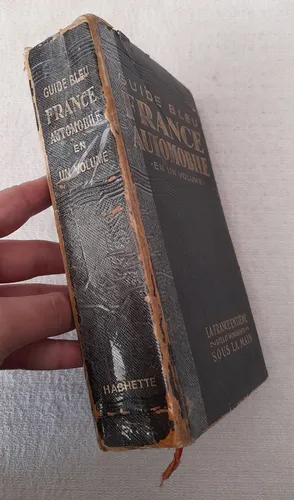 GUIDE BLEU
FRANCE
AUTOMOBILE
EN
UN VOLUME
HACHETTE
GUIDE BLEU
FRANCE
AUTOMOBILE
EN UN VOLUME
LA FRANCE ENTIÈRE
SOUS LA MAIN